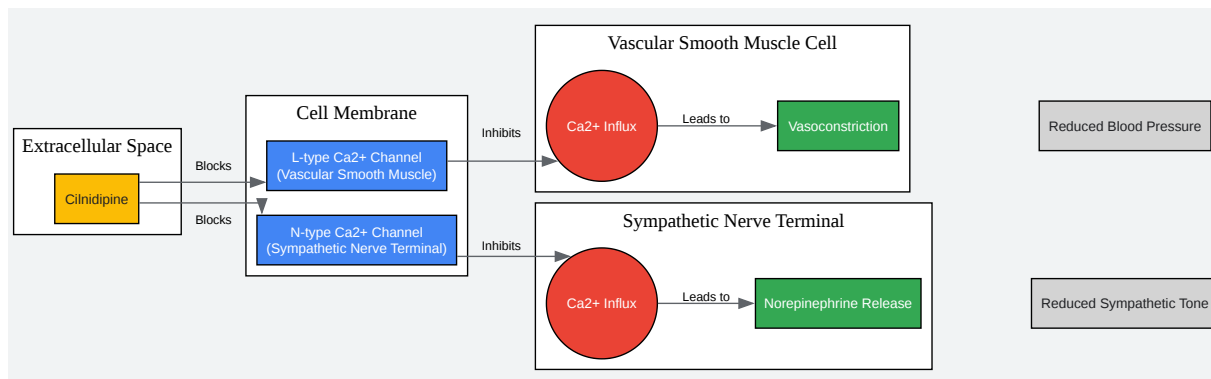 Extracellular Space
Cilnidipine
Blocks
Blocks
Cell Membrane
L-type Ca2+ Channel
(Vascular Smooth Muscle)
N-type Ca2+ Channel
(Sympathetic Nerve Terminal)
Inhibits
Inhibits
Vascular Smooth Muscle Cell
Ca2+ Influx
Leads to
Vasoconstriction
Sympathetic Nerve Terminal
Ca2+ Influx
Leads to
Norepinephrine Release
Reduced Blood Pressure
Reduced Sympathetic Tone